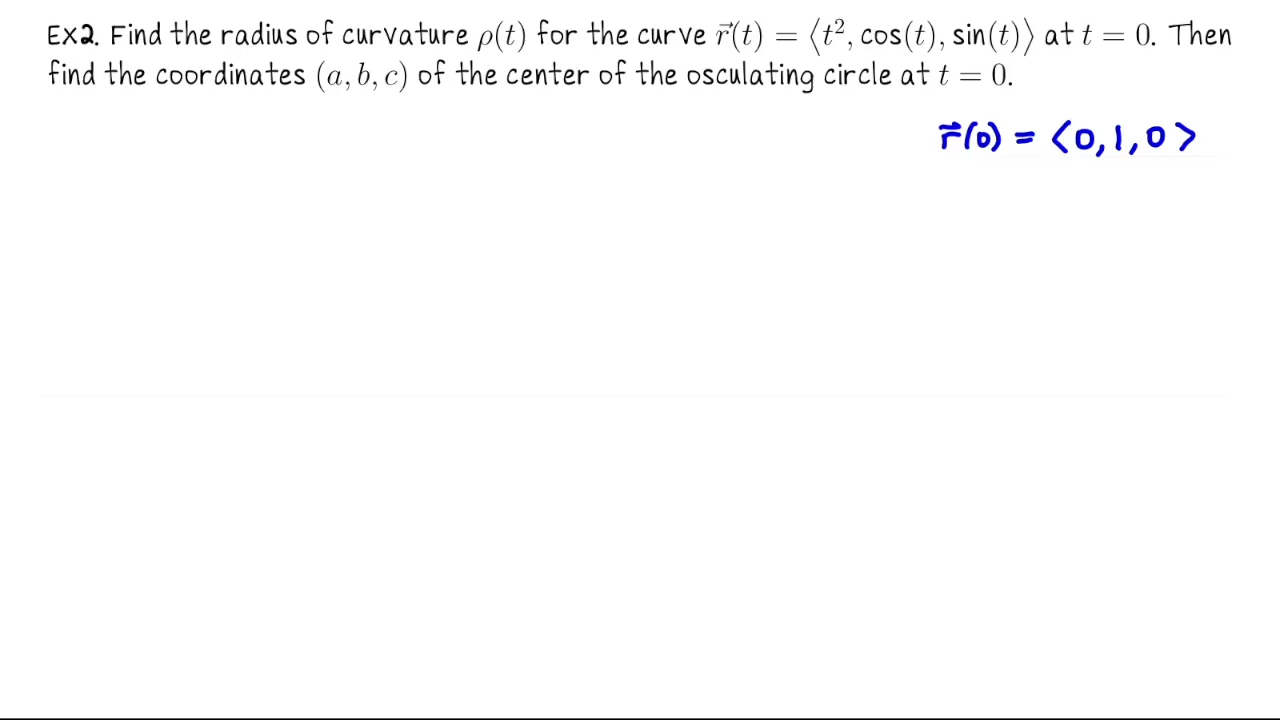 Ex2. Find the radius of curvature ρ(t) for the curve r⃗(t) = ⟨t², cos(t), sin(t)⟩ at t = 0. Then
find the coordinates (a, b, c) of the center of the osculating circle at t = 0.
r⃗(0) = <0,1,0>